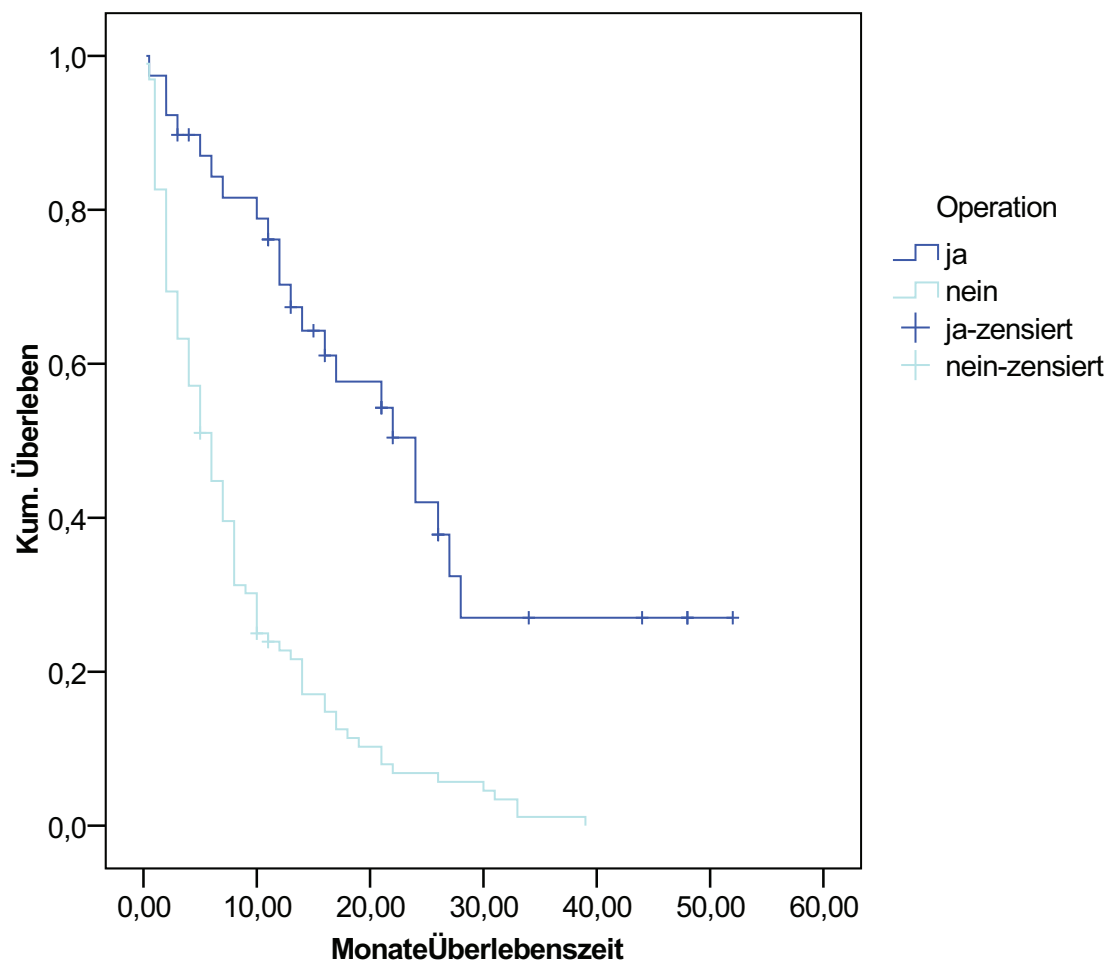 1,0
0,8
0,6
0,4
0,2
0,0
Kum. Überleben
0,00 10,00 20,00 30,00 40,00 50,00 60,00
MonateÜberlebenszeit
Operation
ja
nein
ja-zensiert
nein-zensiert